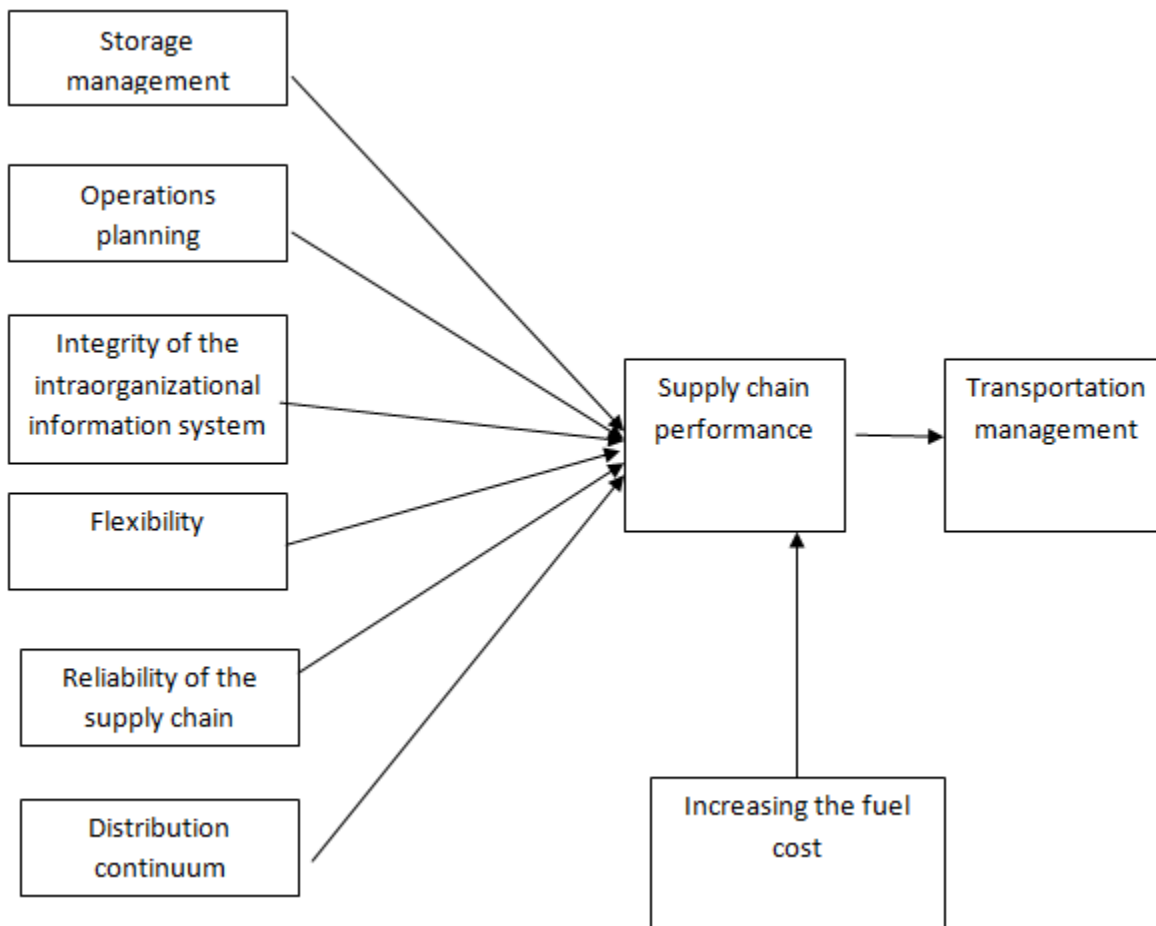 Storage
management
Operations
planning
Integrity of the
intraorganizational
information system
Flexibility
Reliability of the
supply chain
Distribution
continuum
Supply chain
performance
Transportation
management
Increasing the fuel
cost